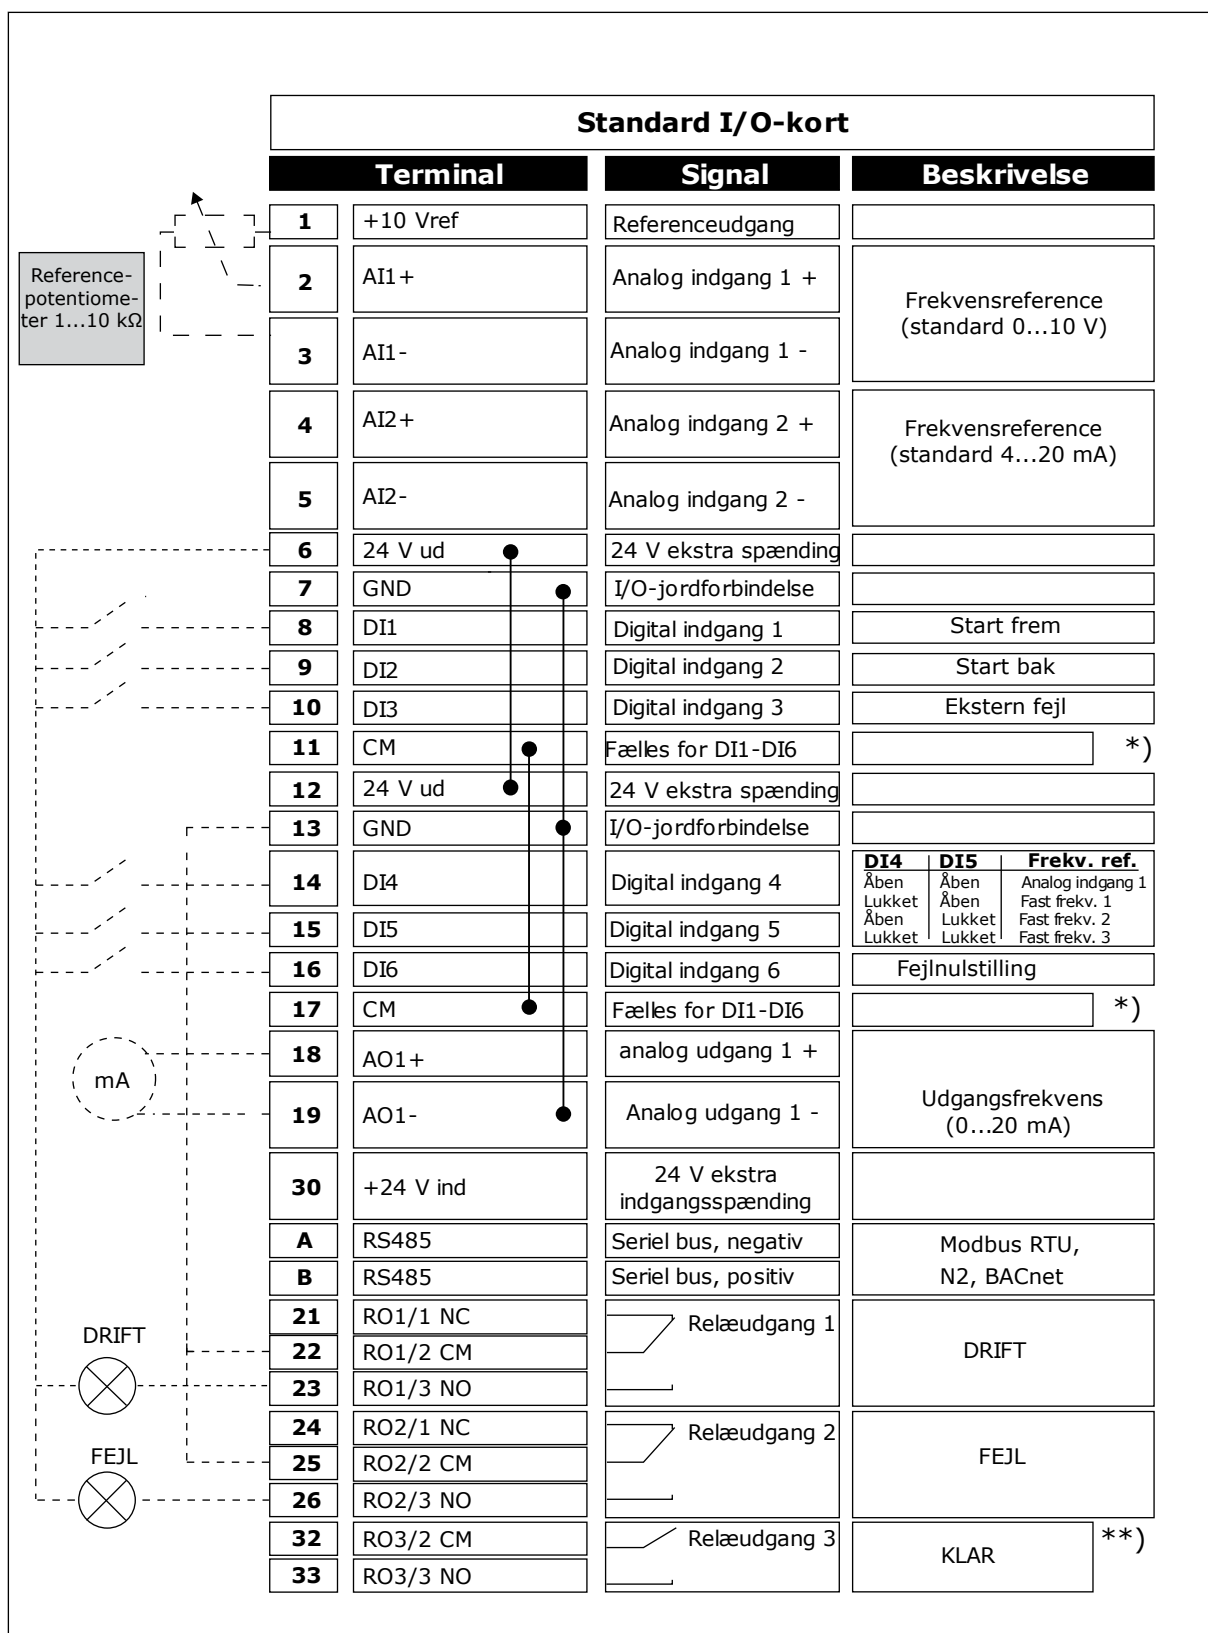 Standard I/O-kort
Terminal Signal Beskrivelse
1 +10 Vref Referenceudgang
Reference-
potentiome-
ter 1...10 kΩ
2 AI1+ Analog indgang 1 +
Frekvensreference
(standard 0...10 V)
3 AI1- Analog indgang 1 -
4 AI2+ Analog indgang 2 +
Frekvensreference
(standard 4...20 mA)
5 AI2- Analog indgang 2 -
6 24 V ud 24 V ekstra spænding
7 GND I/O-jordforbindelse
8 DI1 Digital indgang 1 Start frem
9 DI2 Digital indgang 2 Start bak
10 DI3 Digital indgang 3 Ekstern fejl
11 CM Fælles for DI1-DI6 *)
12 24 V ud 24 V ekstra spænding
13 GND I/O-jordforbindelse
14 DI4 Digital indgang 4
DI4 DI5 Frekv. ref.
Åben Åben Analog indgang 1
Lukket Åben Fast frekv. 1
Åben Lukket Fast frekv. 2
Lukket Lukket Fast frekv. 3
15 DI5 Digital indgang 5
16 DI6 Digital indgang 6 Fejlnulstilling
17 CM Fælles for DI1-DI6 *)
18 AO1+ analog udgang 1 +
mA
19 AO1- Analog udgang 1 -
Udgangsfrekvens
(0...20 mA)
30 +24 V ind 24 V ekstra
indgangsspænding
A RS485 Seriel bus, negativ
B RS485 Seriel bus, positiv
Modbus RTU,
N2, BACnet
21 RO1/1 NC Relæudgang 1
DRIFT
22 RO1/2 CM DRIFT
23 RO1/3 NO
24 RO2/1 NC Relæudgang 2
FEJL
25 RO2/2 CM FEJL
26 RO2/3 NO
32 RO3/2 CM Relæudgang 3 **)
KLAR
33 RO3/3 NO